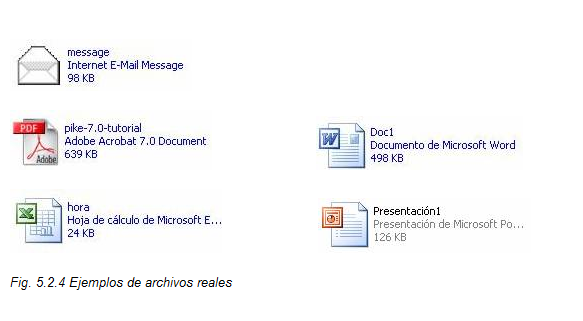 message
Internet E-Mail Message
98 KB
PDF
Adobe
pike-7.0-tutorial
Adobe Acrobat 7.0 Document
639 KB
W
Doc1
Documento de Microsoft Word
498 KB
X
hora
Hoja de cálculo de Microsoft E...
24 KB
P
Presentación1
Presentación de Microsoft Po...
126 KB
Fig. 5.2.4 Ejemplos de archivos reales